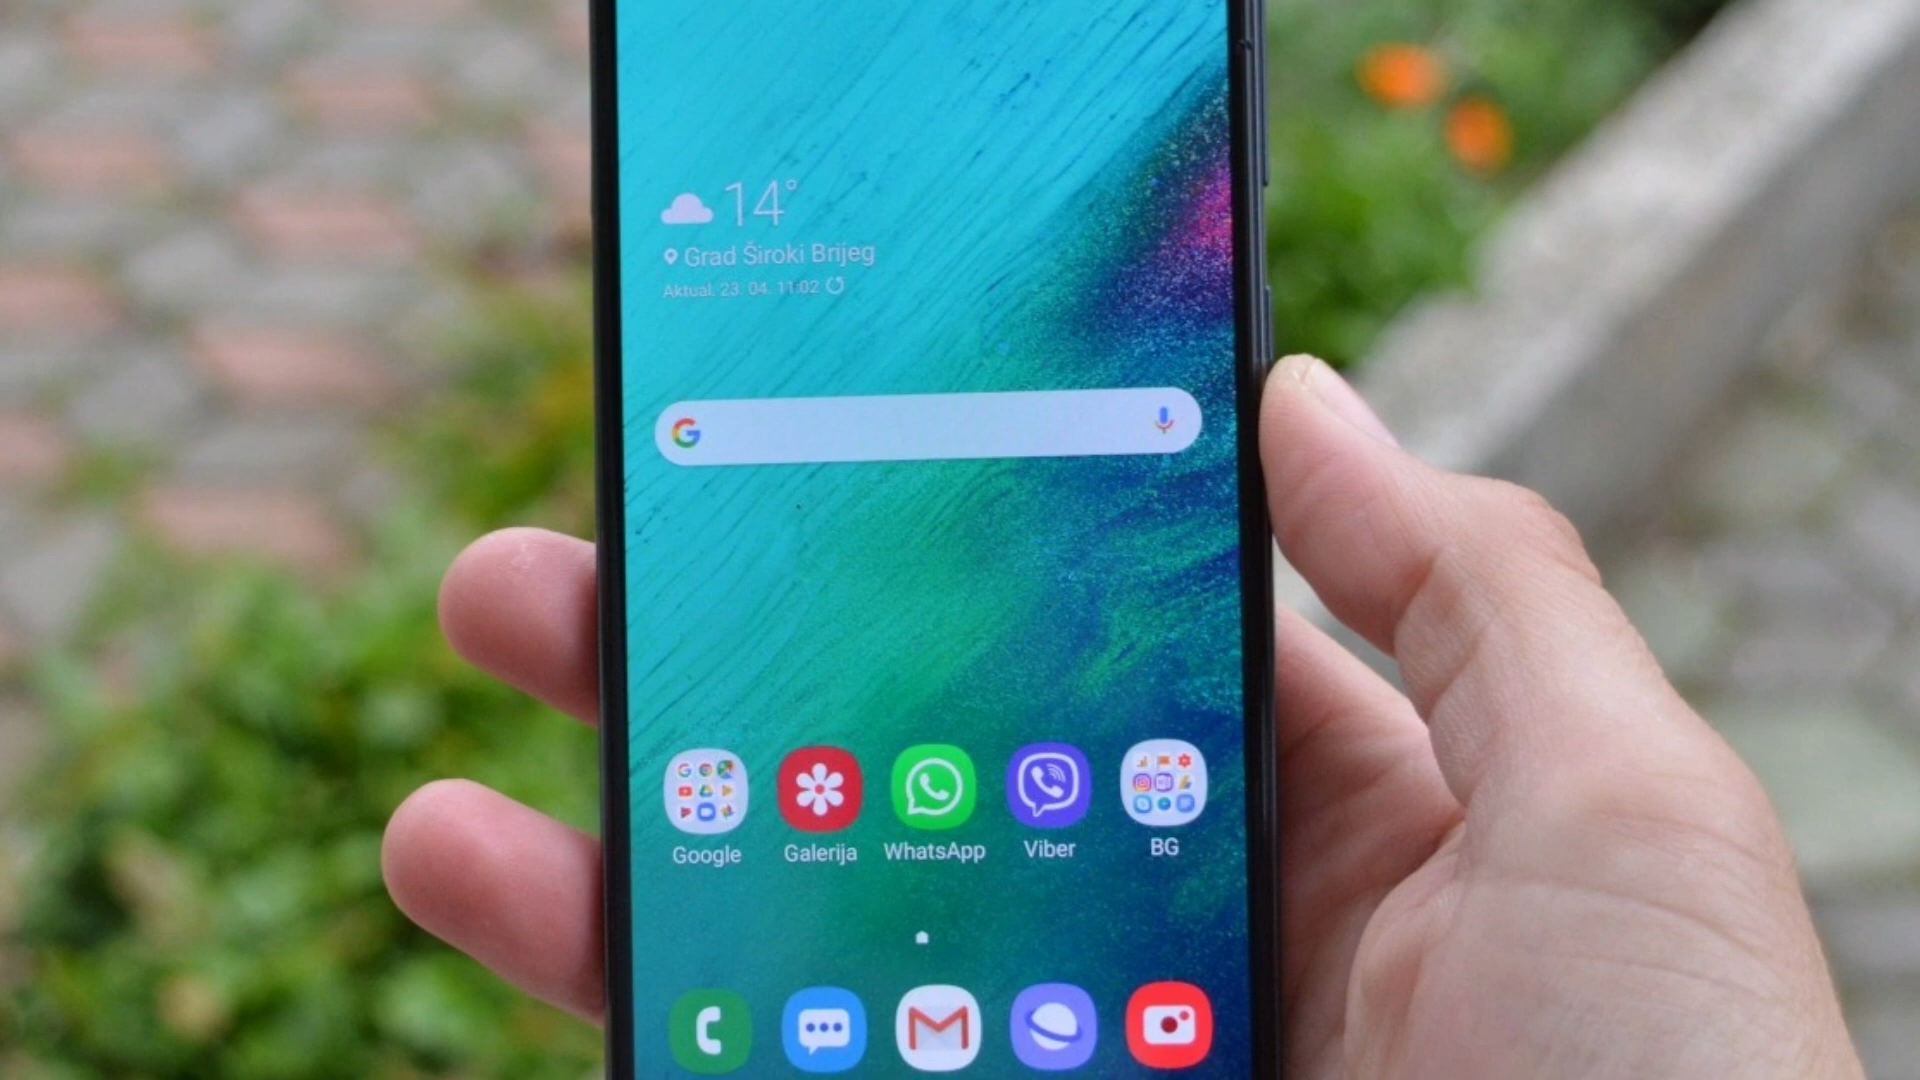 14°
Grad Široki Brijeg
Aktual. 23. 04. 11:02
Google Galerija WhatsApp Viber BG